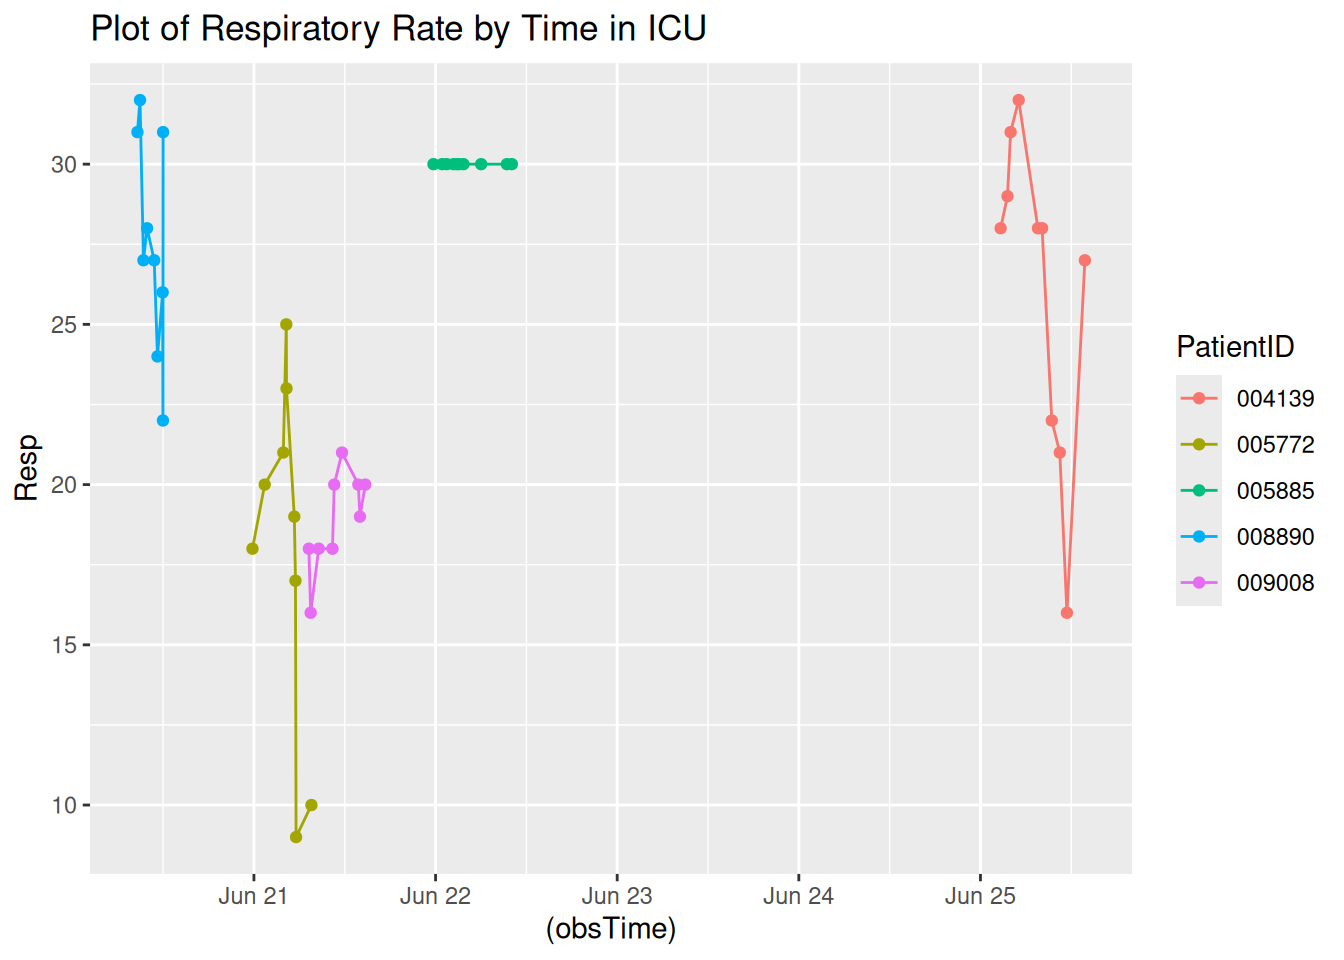 Plot of Respiratory Rate by Time in ICU
Resp
30
25
20
15
10
Jun 21 Jun 22 Jun 23 Jun 24 Jun 25
(obsTime)
PatientID
004139
005772
005885
008890
009008